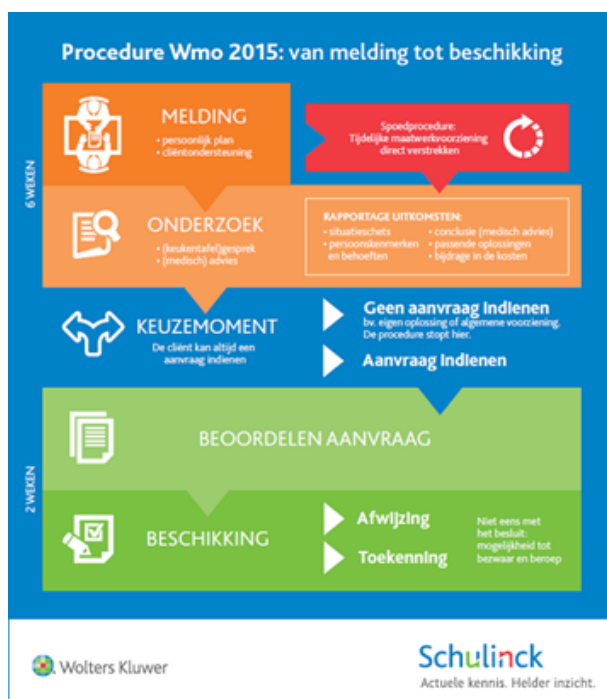 Procedure Wmo 2015: van melding tot beschikking
6 WEKEN
MELDING
• persoonlijk plan
• cliëntondersteuning
Spoedprocedure:
Tijdelijke maatwerkvoorziening
direct verstrekken
ONDERZOEK
• (keukentafel)gesprek
• (medisch) advies
RAPPORTAGE UITKOMSTEN:
• situatieschets
• persoonskenmerken
en behoeften
• conclusie (medisch advies)
• passende oplossingen
• bijdrage in de kosten
KEUZEMOMENT
De cliënt kan altijd een
aanvraag indienen
Geen aanvraag indienen
bv. eigen oplossing of algemene voorziening.
De procedure stopt hier.
Aanvraag indienen
2 WEKEN
BEOORDELEN AANVRAAG
BESCHIKKING
Afwijzing
Toekenning
Niet eens met
het besluit:
mogelijkheid tot
bezwaar en beroep
Wolters Kluwer
Schulinck
Actuele kennis. Helder inzicht.